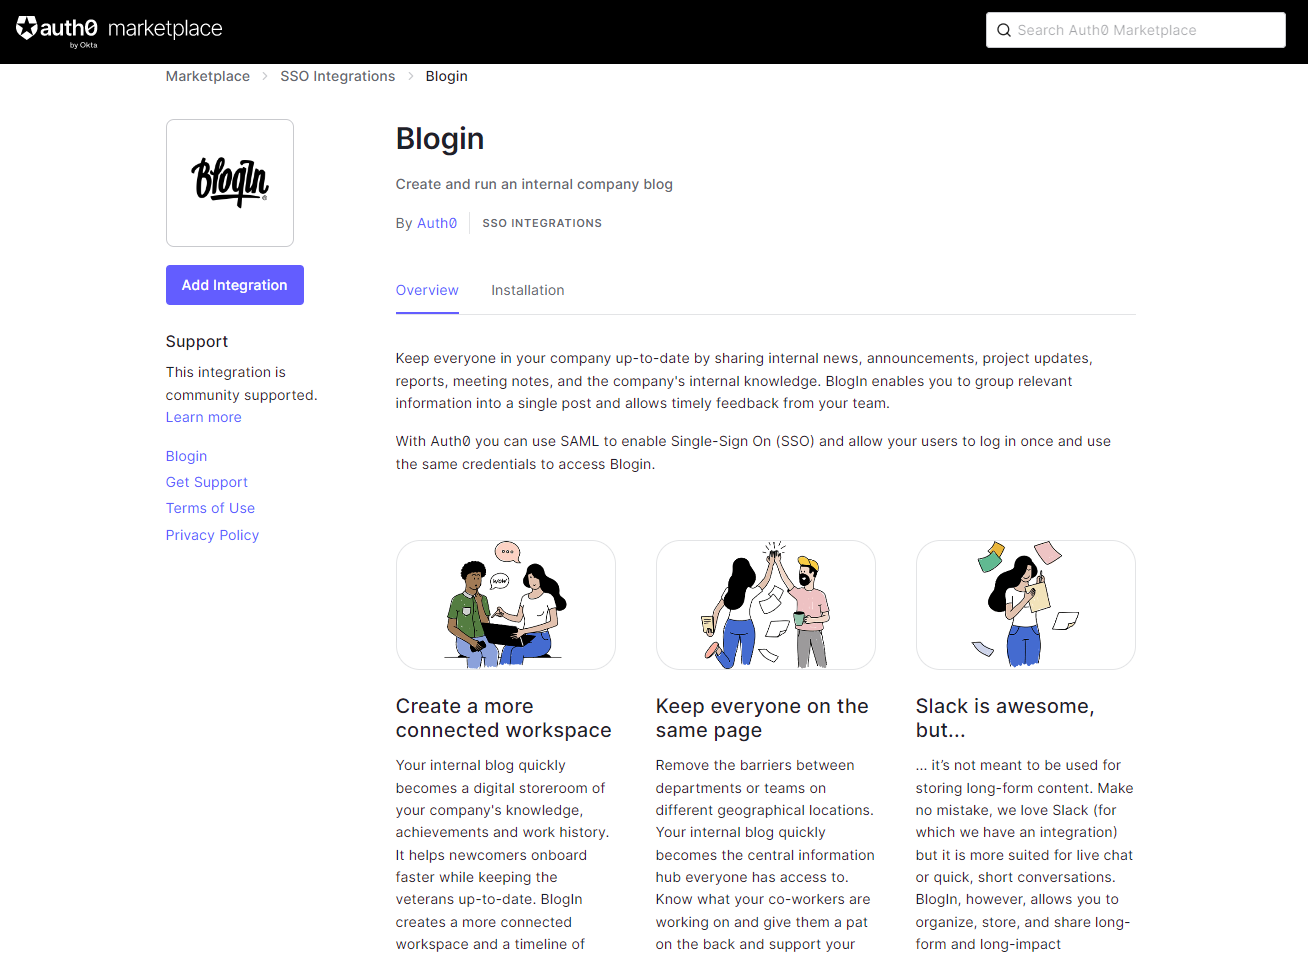 auth0 marketplace
by Okta
Search Auth0 Marketplace
Marketplace > SSO Integrations > Blogin
BlogIn
Add Integration
Support
This integration is
community supported.
Learn more
Blogin
Get Support
Terms of Use
Privacy Policy
Blogin
Create and run an internal company blog
By Auth0 SSO INTEGRATIONS
Overview Installation
Keep everyone in your company up-to-date by sharing internal news, announcements, project updates,
reports, meeting notes, and the company's internal knowledge. BlogIn enables you to group relevant
information into a single post and allows timely feedback from your team.
With Auth0 you can use SAML to enable Single-Sign On (SSO) and allow your users to log in once and use
the same credentials to access Blogin.
WOW
Create a more
connected workspace
Your internal blog quickly
becomes a digital storeroom of
your company's knowledge,
achievements and work history.
It helps newcomers onboard
faster while keeping the
veterans up-to-date. BlogIn
creates a more connected
workspace and a timeline of
Keep everyone on the
same page
Remove the barriers between
departments or teams on
different geographical locations.
Your internal blog quickly
becomes the central information
hub everyone has access to.
Know what your co-workers are
working on and give them a pat
on the back and support your
Slack is awesome,
but...
... it’s not meant to be used for
storing long-form content. Make
no mistake, we love Slack (for
which we have an integration)
but it is more suited for live chat
or quick, short conversations.
BlogIn, however, allows you to
organize, store, and share long-
form and long-impact